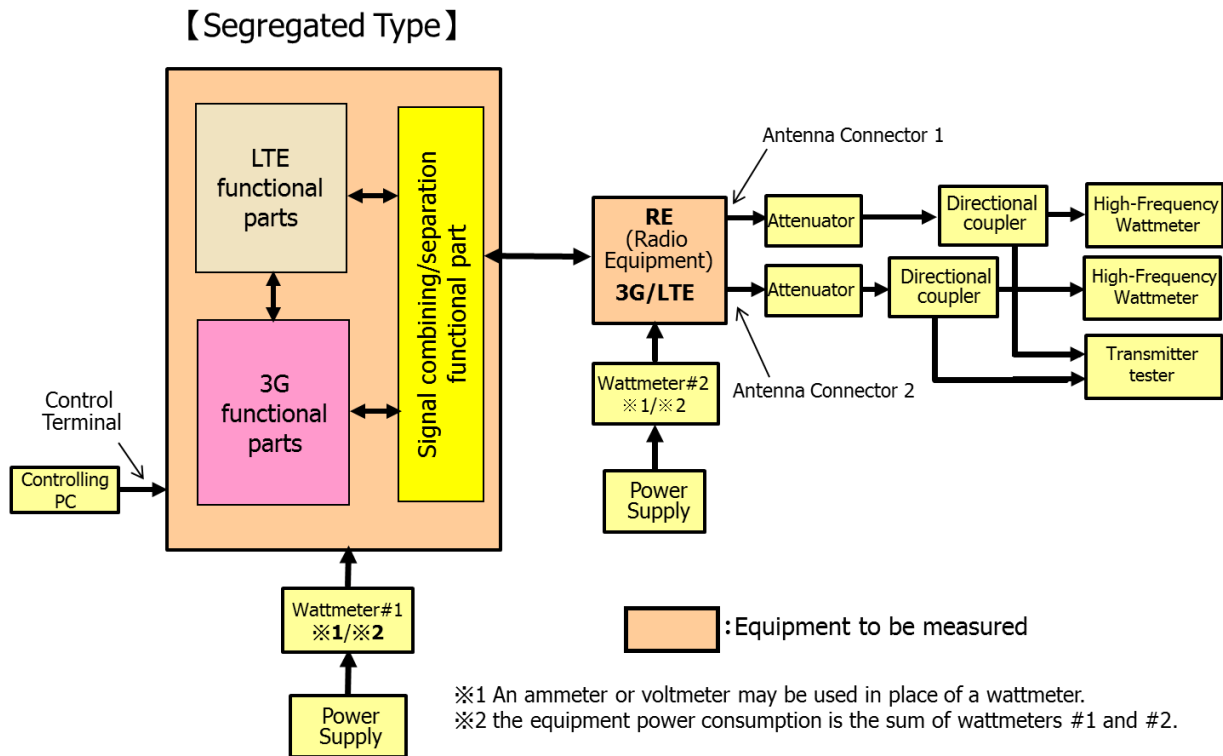 【Segregated Type】
LTE
functional
parts
3G
functional
parts
Signal combining/separation
functional part
Control
Terminal
Controlling
PC
Wattmeter#1
※1/※2
Power
Supply
RE
(Radio
Equipment)
3G/LTE
Wattmeter#2
※1/※2
Power
Supply
Antenna Connector 1
Antenna Connector 2
Attenuator
Directional
coupler
High-Frequency
Wattmeter
Attenuator
Directional
coupler
High-Frequency
Wattmeter
Transmitter
tester
:Equipment to be measured
※1 An ammeter or voltmeter may be used in place of a wattmeter.
※2 the equipment power consumption is the sum of wattmeters #1 and #2.